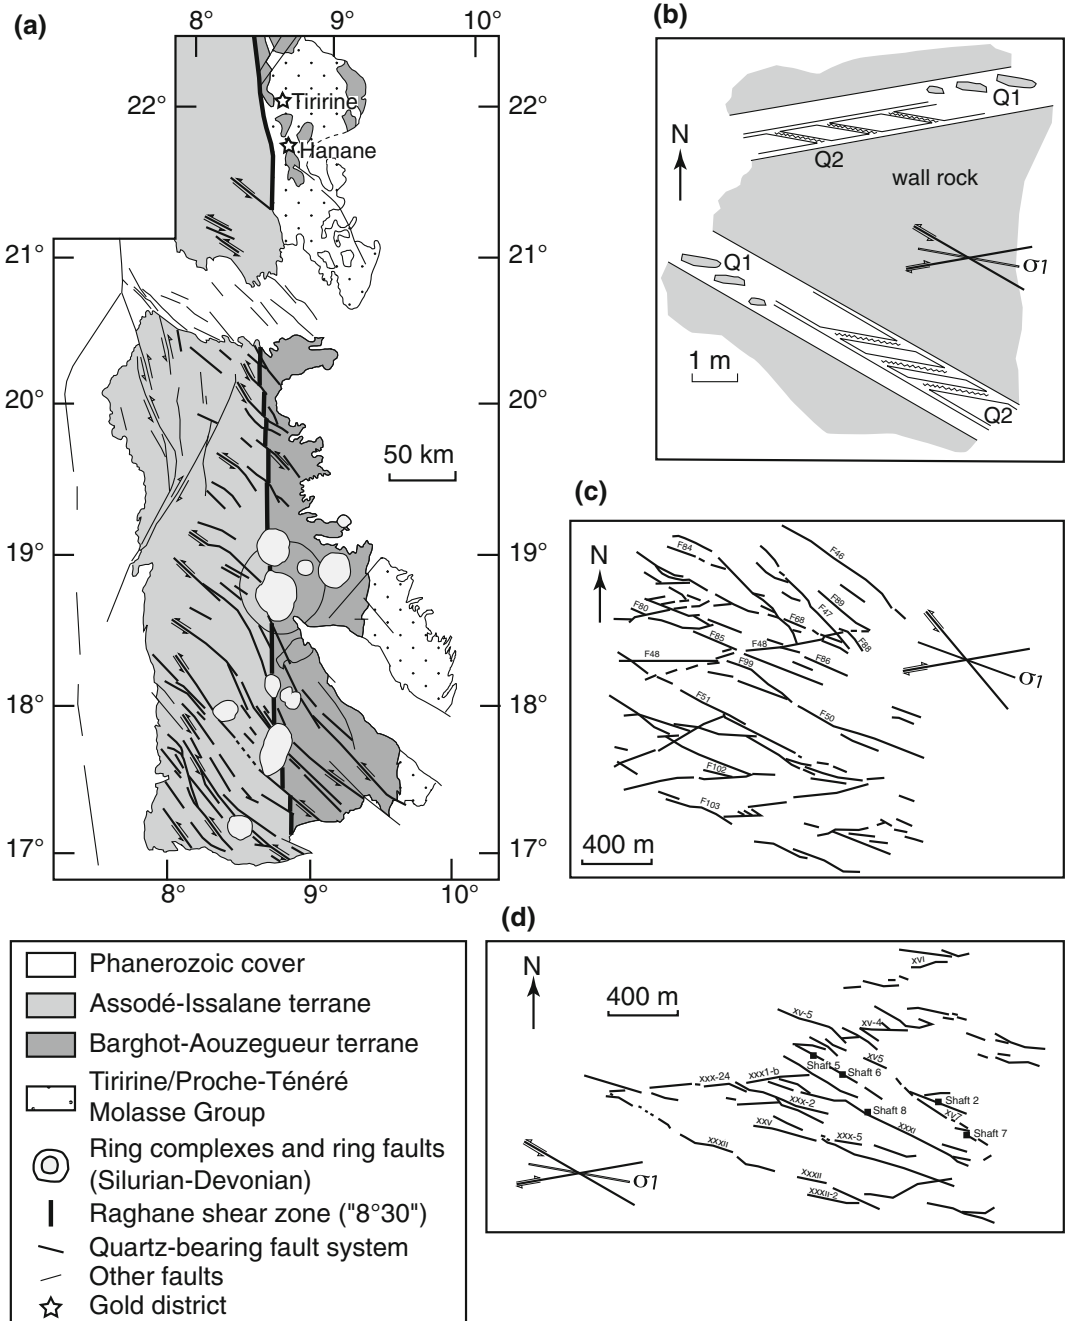 (a)
8°
9°
10°
22°
22°
Tiririne
Hanane
21°
21°
20°
20°
50 km
19°
19°
18°
18°
17°
17°
8°
9°
10°
(b)
N
Q1
Q2
wall rock
Q1
σ1
1 m
Q2
(c)
N
F84
F46
F89
F80
F68
F47
F85
F48
F88
F48
F99
F86
F51
F50
F102
F103
σ1
400 m
(d)
N
400 m
xvi
xv-5
xv-4
xv5
Shaft 5
Shaft 6
xxx-24
xxx1-b
xxx-2
Shaft 8
Shaft 2
xv7
Shaft 7
xxv
xxx-5
xxxi
xxxii
xxxii
xxxii-2
σ1
Phanerozoic cover
Assodé-Issalane terrane
Barghot-Aouzegueur terrane
Tiririne/Proche-Ténéré
Molasse Group
Ring complexes and ring faults
(Silurian-Devonian)
Raghane shear zone ("8°30")
Quartz-bearing fault system
Other faults
Gold district